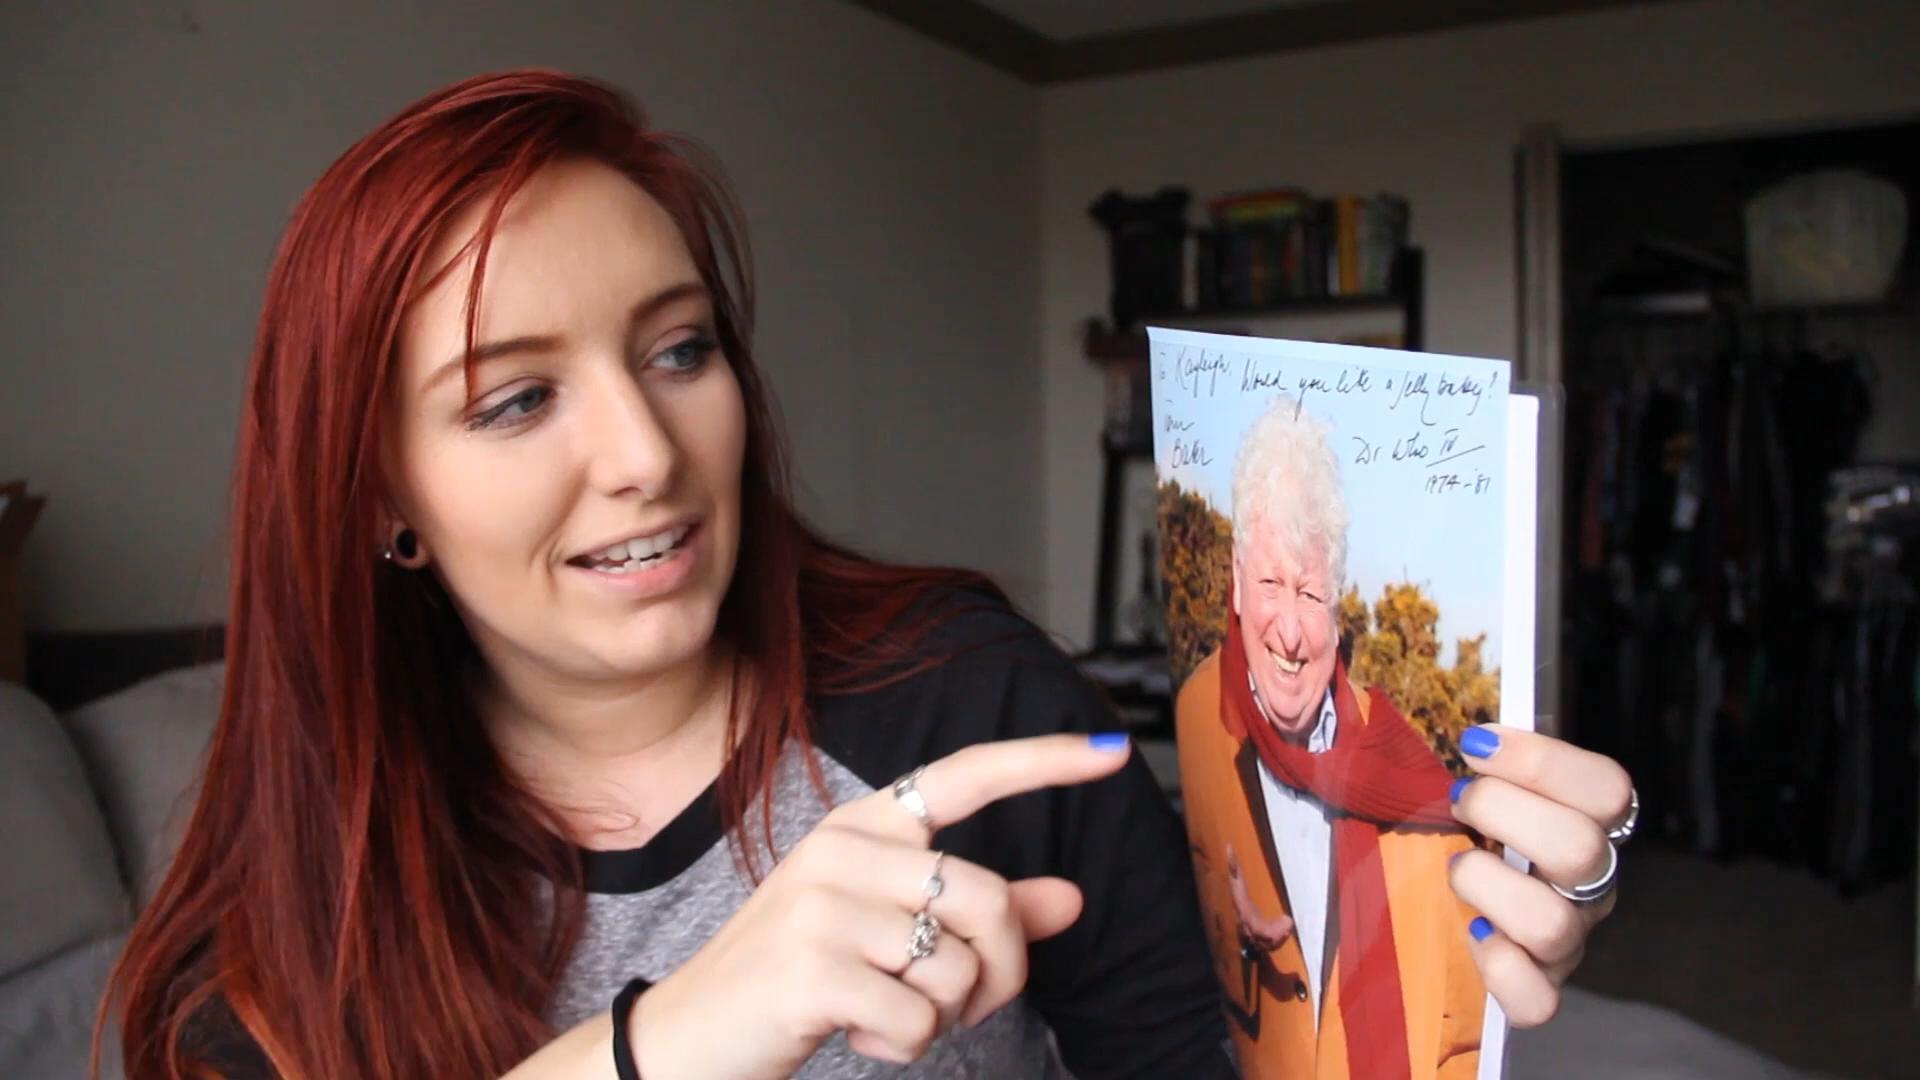 To Kayleigh, Would you like a Jelly baby?
Tom
Baker
Dr Who IV
1974-'81